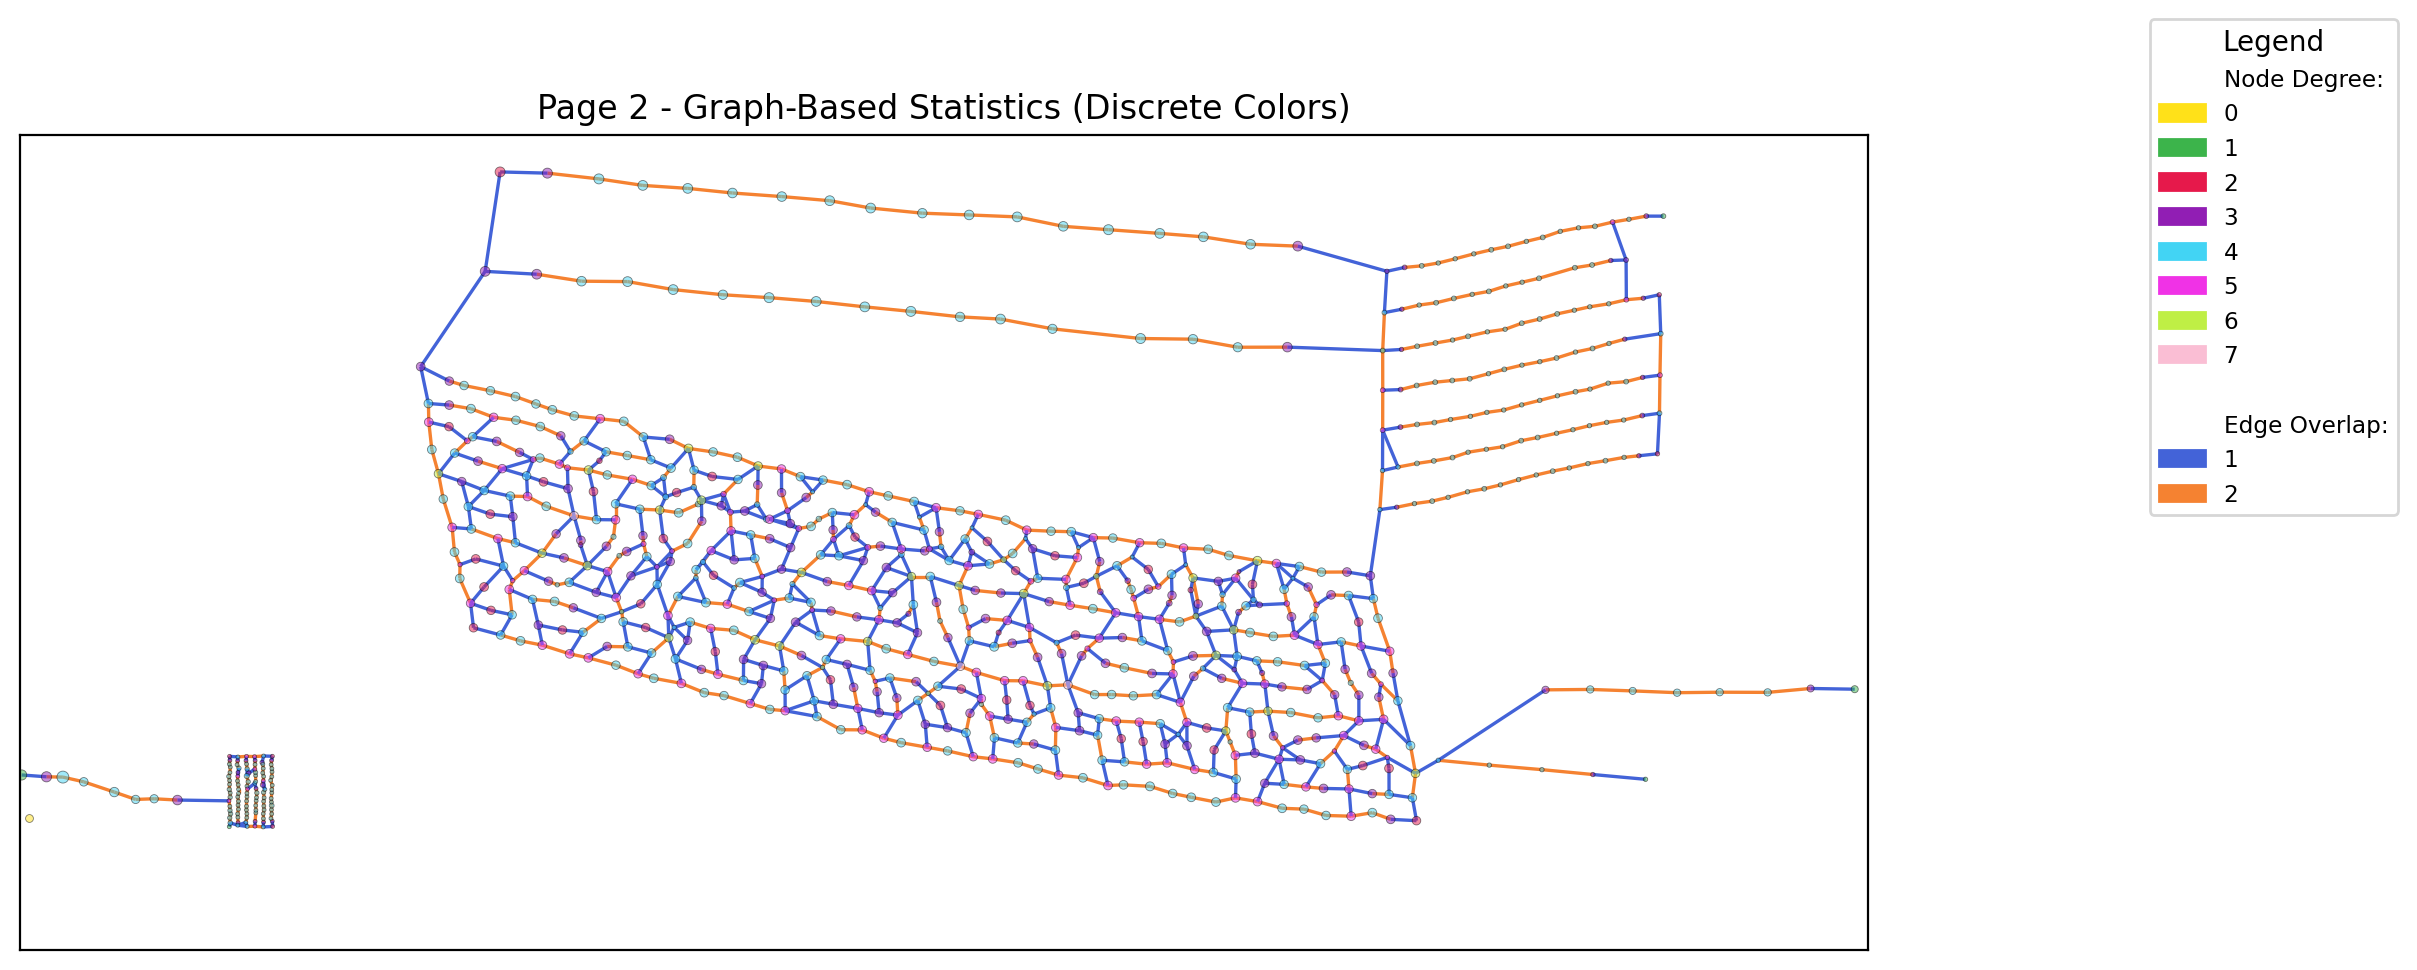 Page 2 - Graph-Based Statistics (Discrete Colors)
Legend
Node Degree:
0
1
2
3
4
5
6
7
Edge Overlap:
1
2